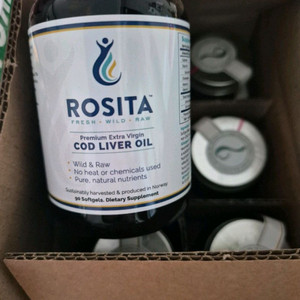 ROSITA™
FRESH • WILD • RAW
Premium Extra Virgin
COD LIVER OIL
• Wild & Raw
• No heat or chemicals used
• Pure, natural nutrients
Sustainably harvested & produced in Norway
90 Softgels. Dietary Supplement